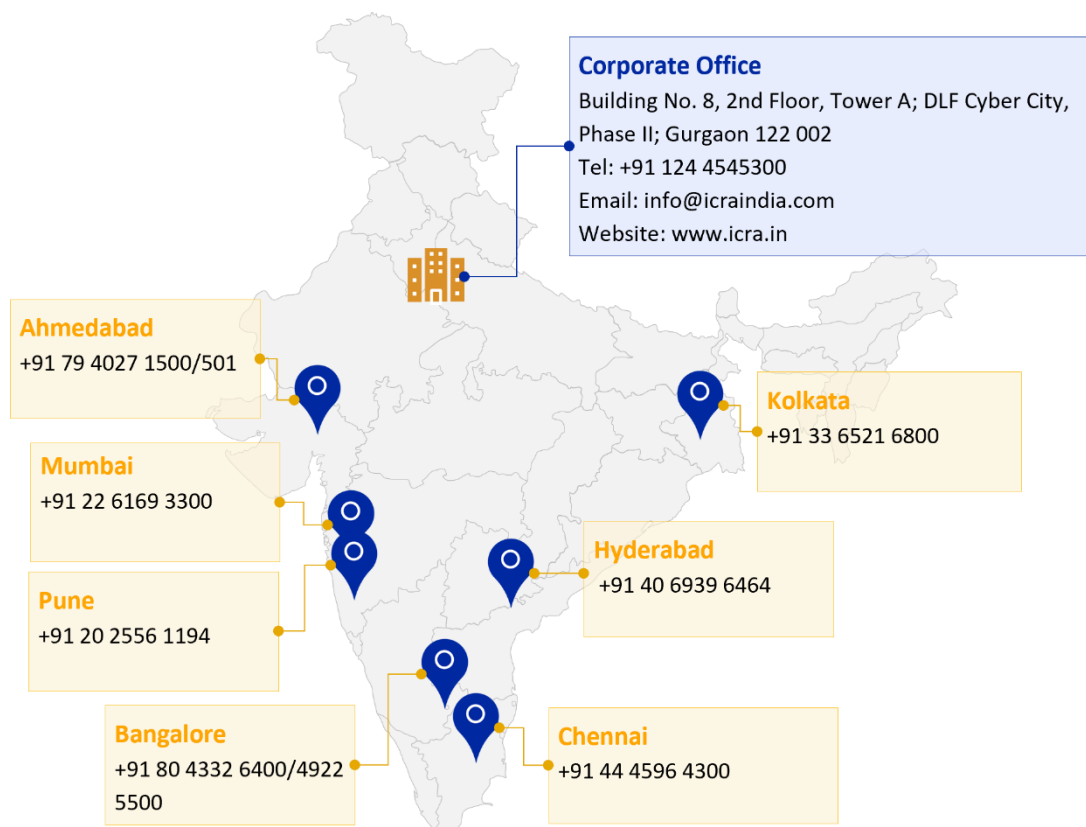 Corporate Office
Building No. 8, 2nd Floor, Tower A; DLF Cyber City,
Phase II; Gurgaon 122 002
Tel: +91 124 4545300
Email: info@icraindia.com
Website: www.icra.in
Ahmedabad
+91 79 4027 1500/501
Kolkata
+91 33 6521 6800
Mumbai
+91 22 6169 3300
Hyderabad
+91 40 6939 6464
Pune
+91 20 2556 1194
Bangalore
+91 80 4332 6400/4922
5500
Chennai
+91 44 4596 4300